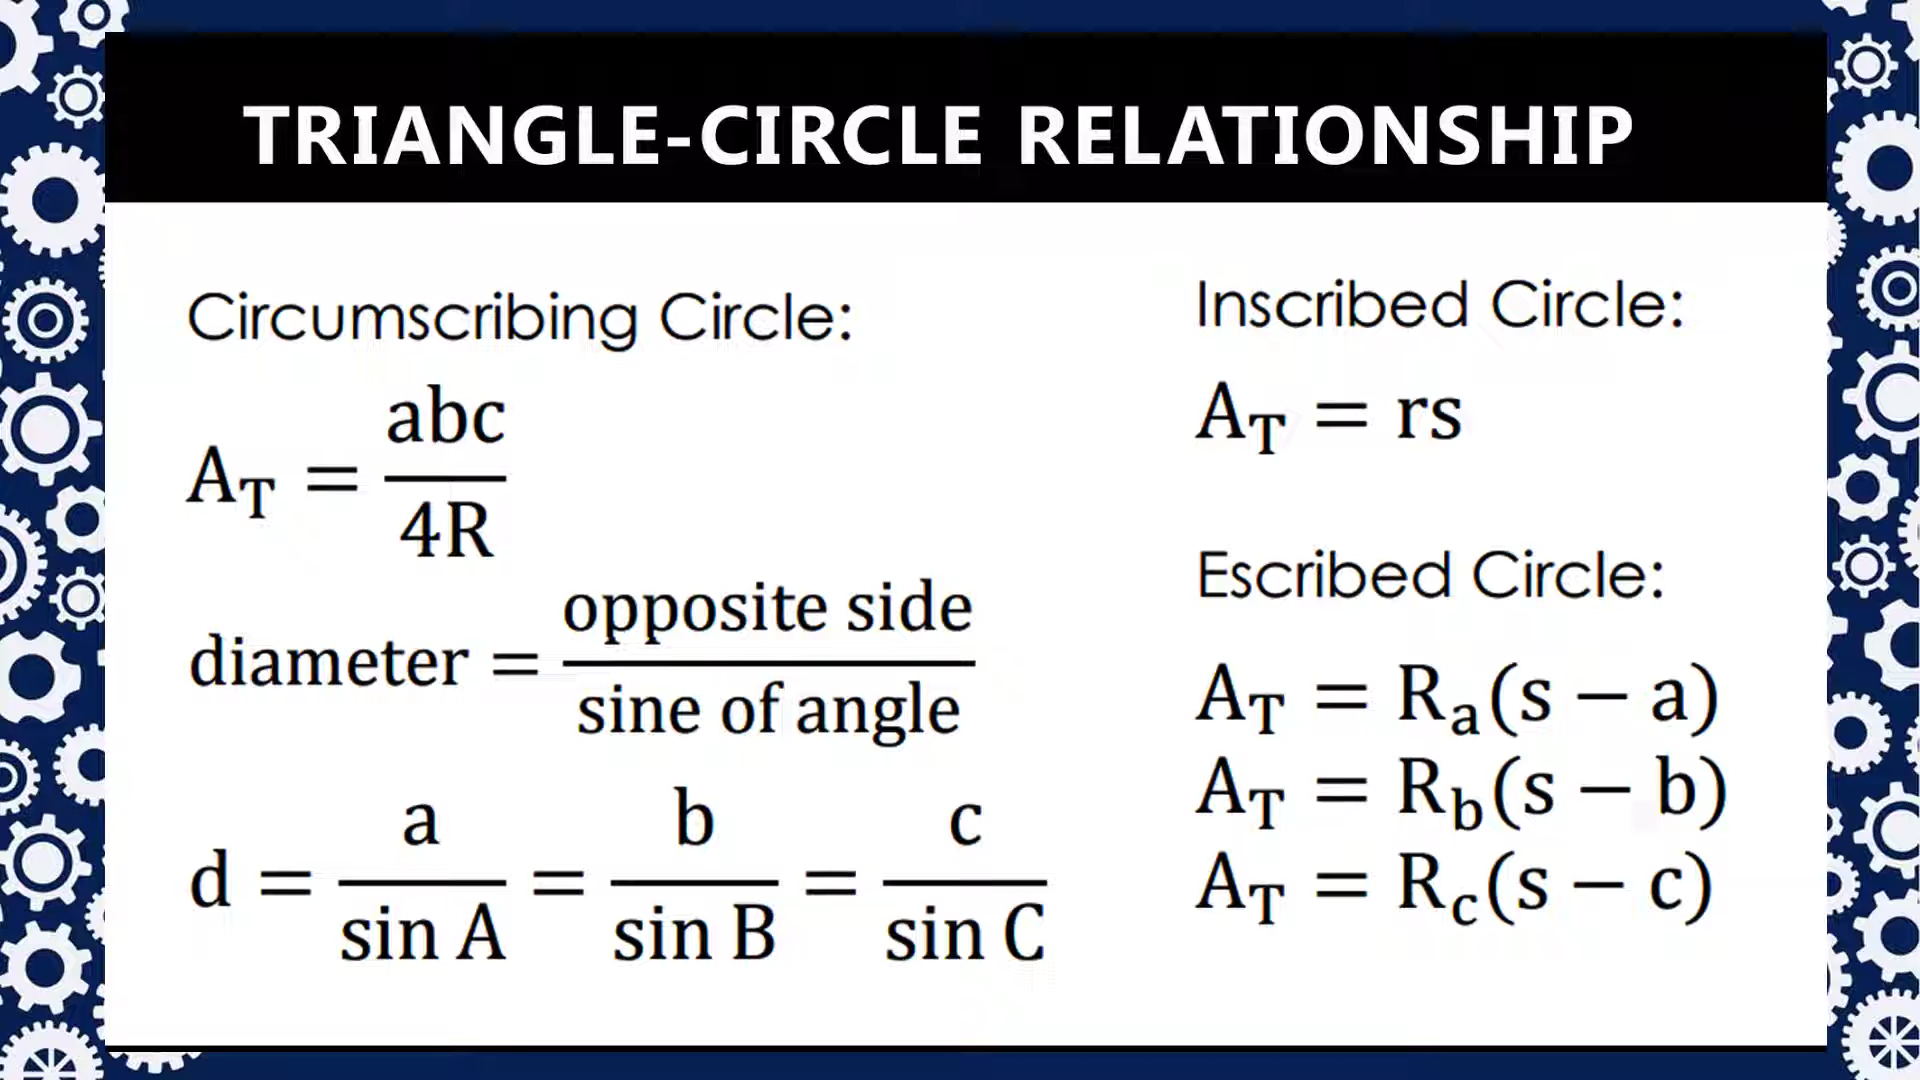 TRIANGLE-CIRCLE RELATIONSHIP
Circumscribing Circle:
A_T = abc/4R
diameter = opposite side/sine of angle
d = a/sin A = b/sin B = c/sin C
Inscribed Circle:
A_T = rs
Escribed Circle:
A_T = R_a(s − a)
A_T = R_b(s − b)
A_T = R_c(s − c)